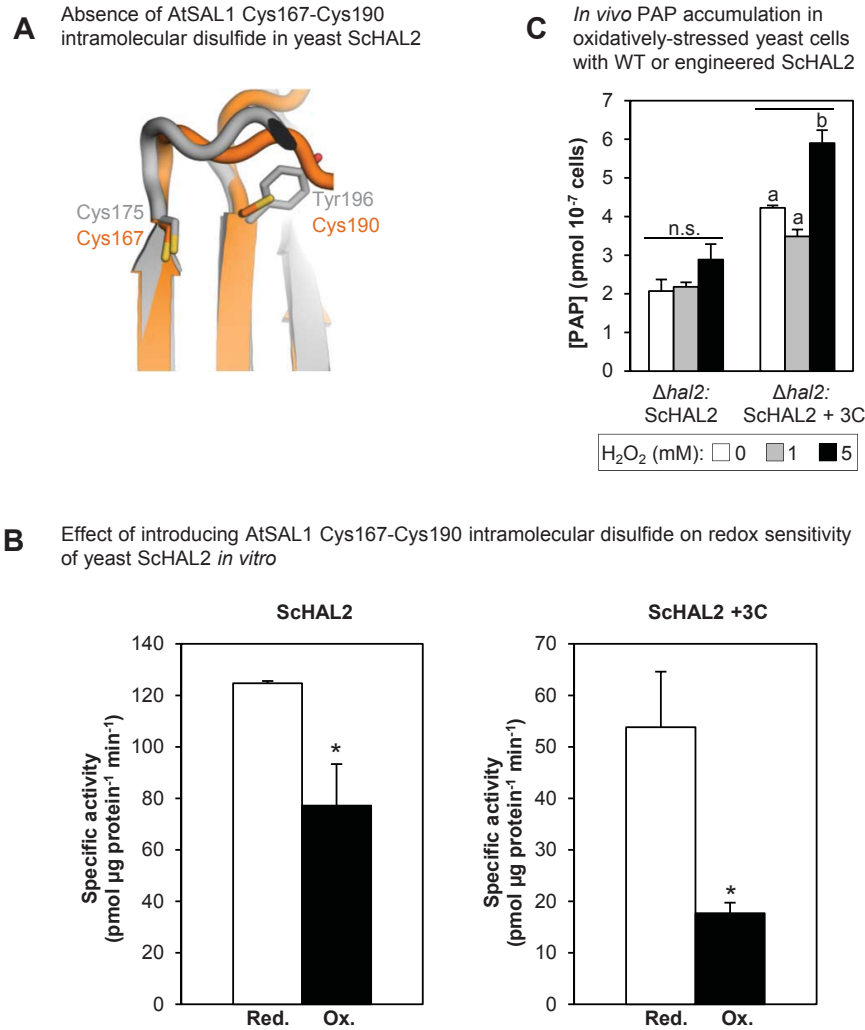 A
Absence of AtSAL1 Cys167-Cys190
intramolecular disulfide in yeast ScHAL2
Cys175
Cys167
Tyr196
Cys190
C
In vivo PAP accumulation in
oxidatively-stressed yeast cells
with WT or engineered ScHAL2
[PAP] (pmol 10⁻⁷ cells)
7
6
5
4
3
2
1
0
n.s.
a
a
b
Δhal2:
ScHAL2
Δhal2:
ScHAL2 + 3C
H₂O₂ (mM): 0 1 5
B
Effect of introducing AtSAL1 Cys167-Cys190 intramolecular disulfide on redox sensitivity
of yeast ScHAL2 in vitro
ScHAL2
Specific activity
(pmol µg protein⁻¹ min⁻¹)
140
120
100
80
60
40
20
0
*
Red. Ox.
ScHAL2 +3C
Specific activity
(pmol µg protein⁻¹ min⁻¹)
70
60
50
40
30
20
10
0
*
Red. Ox.